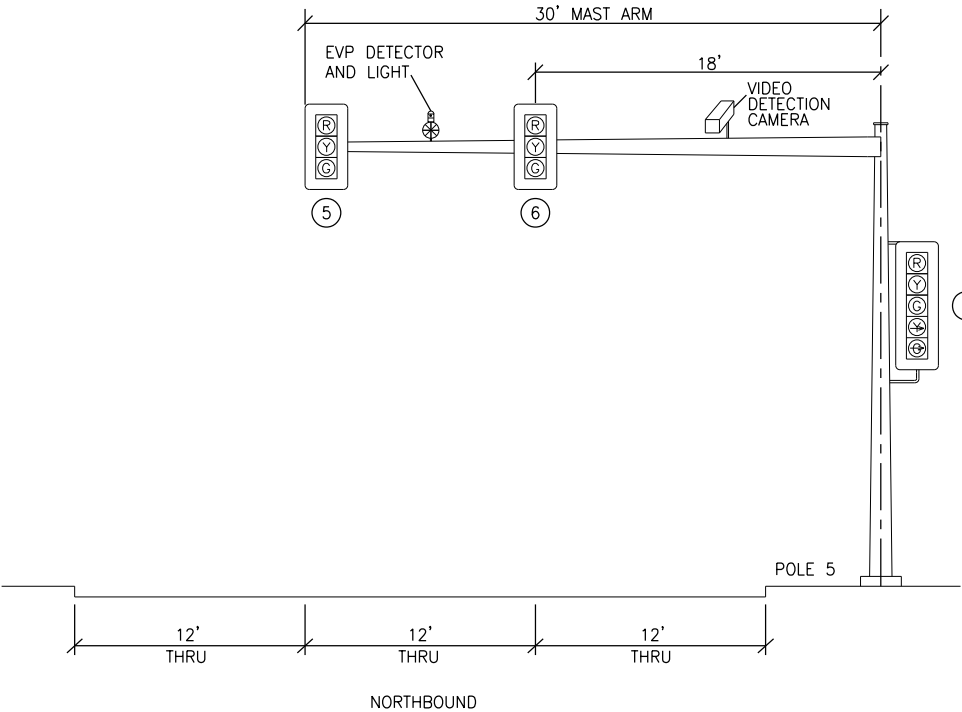 30' MAST ARM
EVP DETECTOR
AND LIGHT
18'
VIDEO
DETECTION
CAMERA
R
Y
G
5
R
Y
G
6
R
Y
G
Y
G
POLE 5
12'
THRU
12'
THRU
12'
THRU
NORTHBOUND